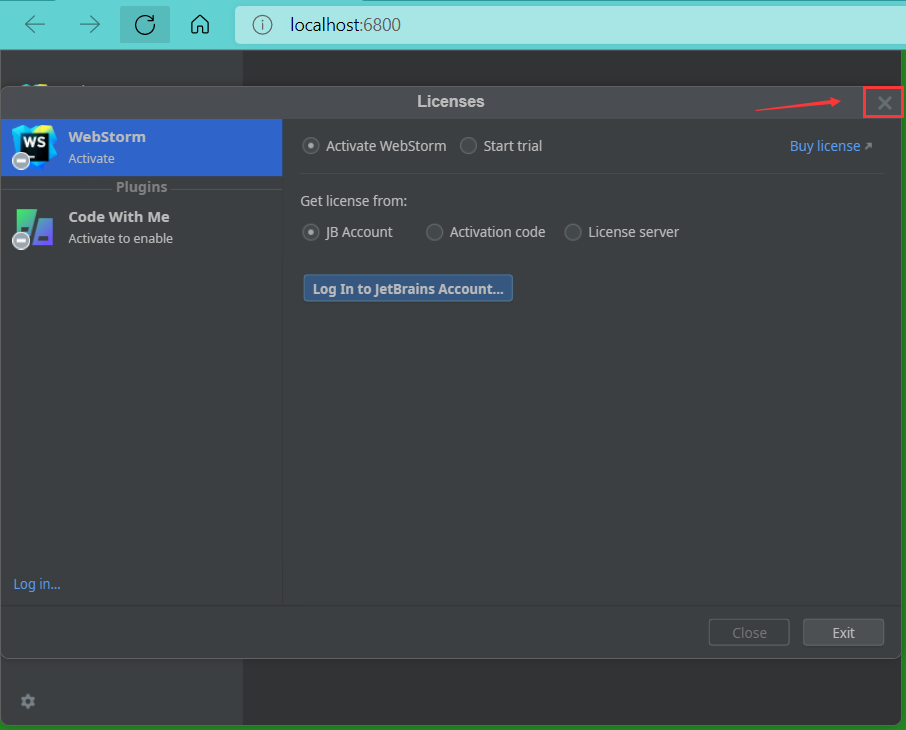 localhost:6800
Licenses
WS
WebStorm
Activate
Plugins
Code With Me
Activate to enable
Log in...
Activate WebStorm Start trial Buy license
Get license from:
JB Account Activation code License server
Log In to JetBrains Account...
Close Exit